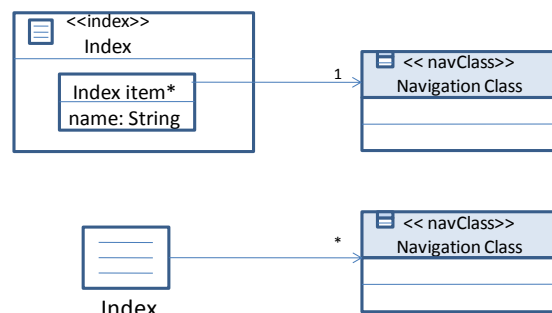 <<index>>
Index
Index item*
name: String
1
<< navClass>>
Navigation Class
*
<< navClass>>
Navigation Class
Index